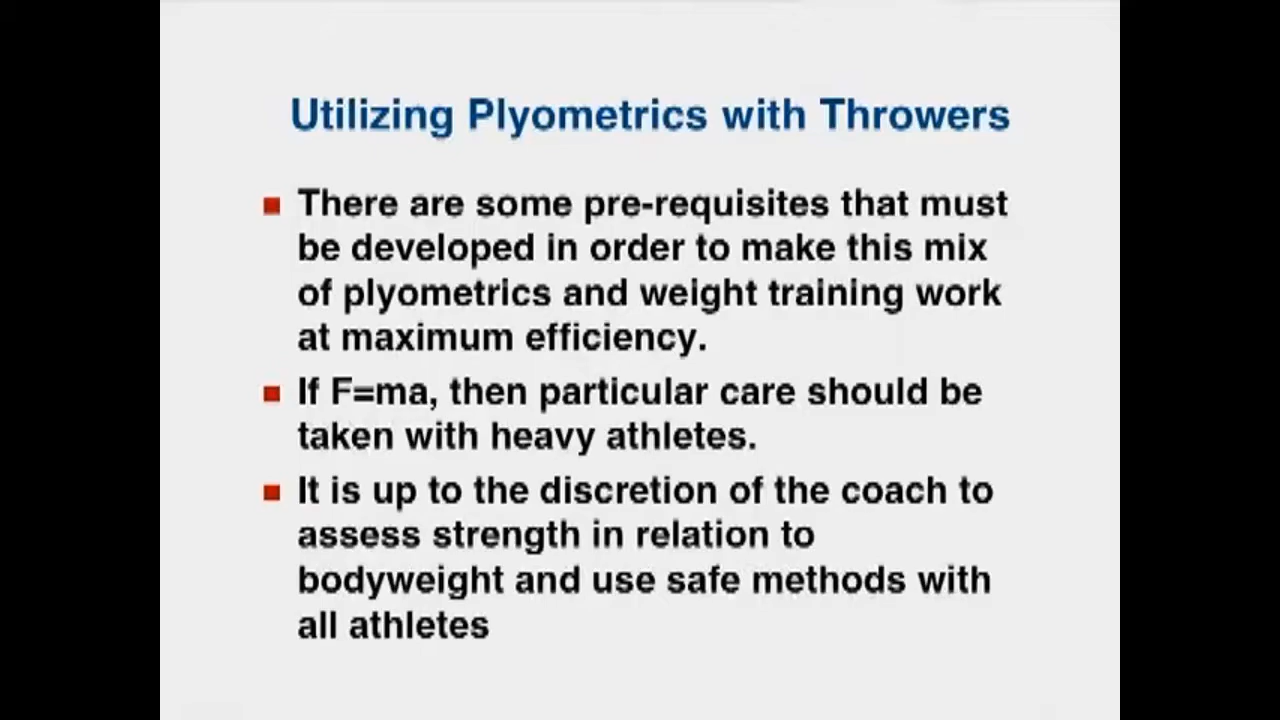 Utilizing Plyometrics with Throwers
There are some pre-requisites that must
be developed in order to make this mix
of plyometrics and weight training work
at maximum efficiency.
If F=ma, then particular care should be
taken with heavy athletes.
It is up to the discretion of the coach to
assess strength in relation to
bodyweight and use safe methods with
all athletes